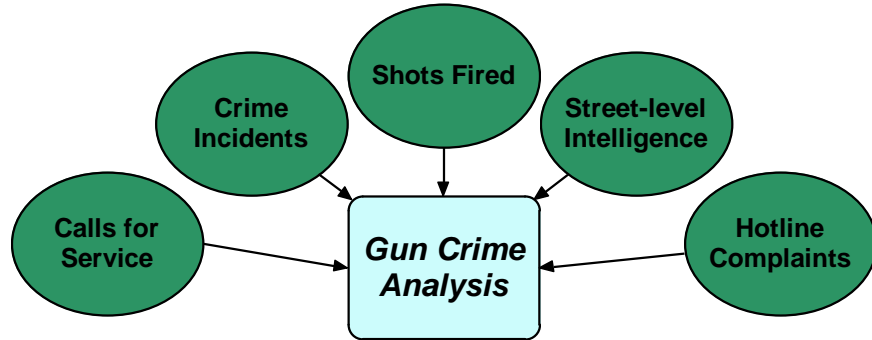 Shots Fired
Crime
Incidents
Street-level
Intelligence
Calls for
Service
Gun Crime
Analysis
Hotline
Complaints